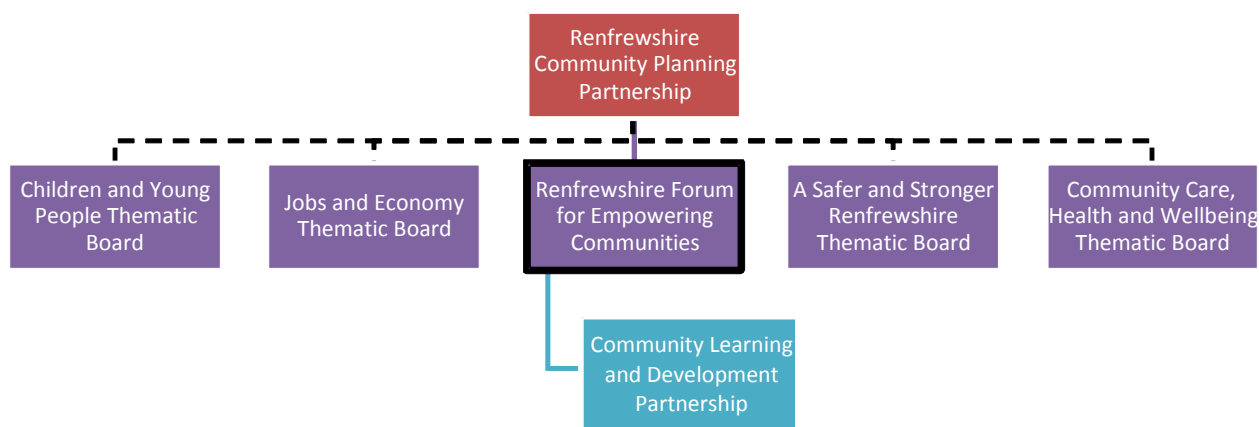 Renfrewshire
Community Planning
Partnership
Children and Young
People Thematic
Board
Jobs and Economy
Thematic Board
Renfrewshire Forum
for Empowering
Communities
A Safer and Stronger
Renfrewshire
Thematic Board
Community Care,
Health and Wellbeing
Thematic Board
Community Learning
and Development
Partnership